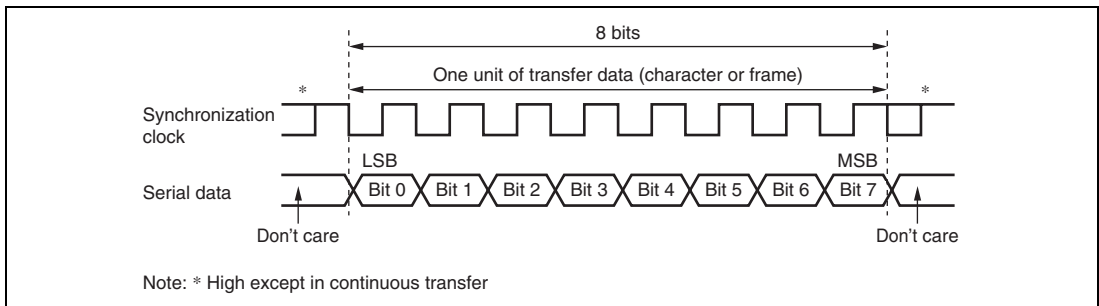 8 bits
One unit of transfer data (character or frame)
* *
Synchronization
clock
LSB MSB
Serial data Bit 0 Bit 1 Bit 2 Bit 3 Bit 4 Bit 5 Bit 6 Bit 7
Don't care Don't care
Note: * High except in continuous transfer